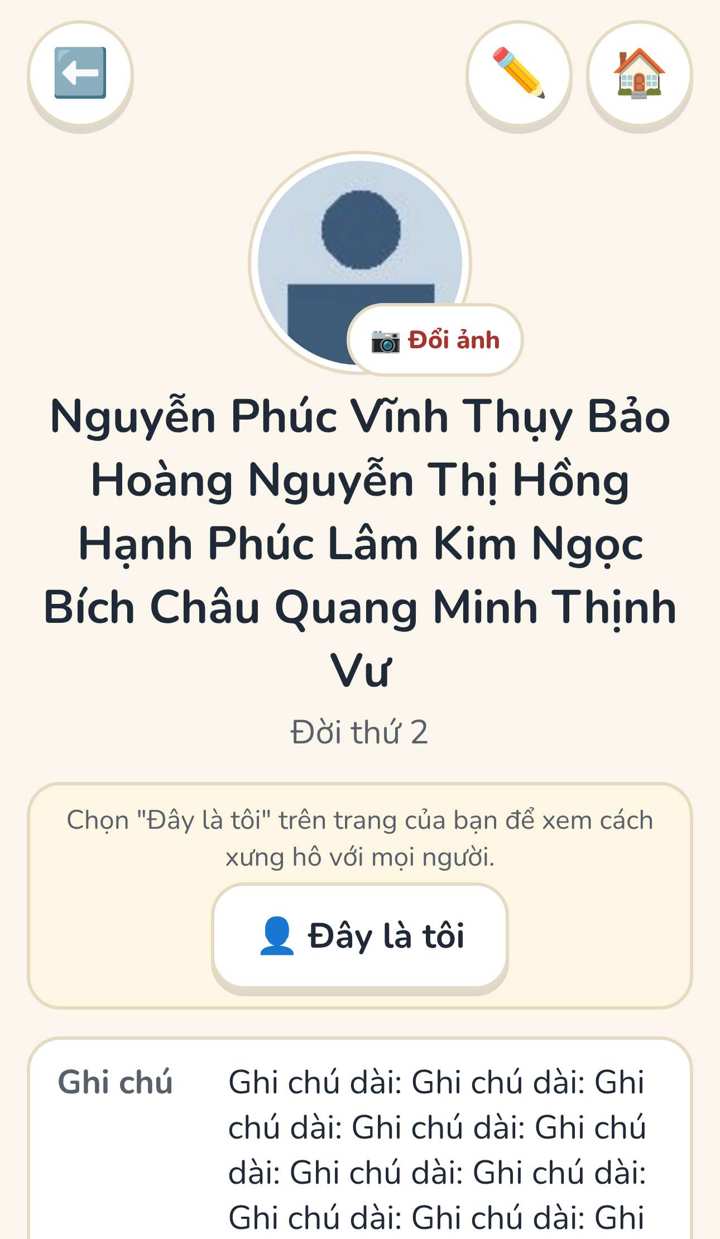 Đổi ảnh
Nguyễn Phúc Vĩnh Thụy Bảo
Hoàng Nguyễn Thị Hồng
Hạnh Phúc Lâm Kim Ngọc
Bích Châu Quang Minh Thịnh
Vư
Đời thứ 2
Chọn "Đây là tôi" trên trang của bạn để xem cách
xưng hô với mọi người.
Đây là tôi
Ghi chú
Ghi chú dài: Ghi chú dài: Ghi
chú dài: Ghi chú dài: Ghi chú
dài: Ghi chú dài: Ghi chú dài:
Ghi chú dài: Ghi chú dài: Ghi